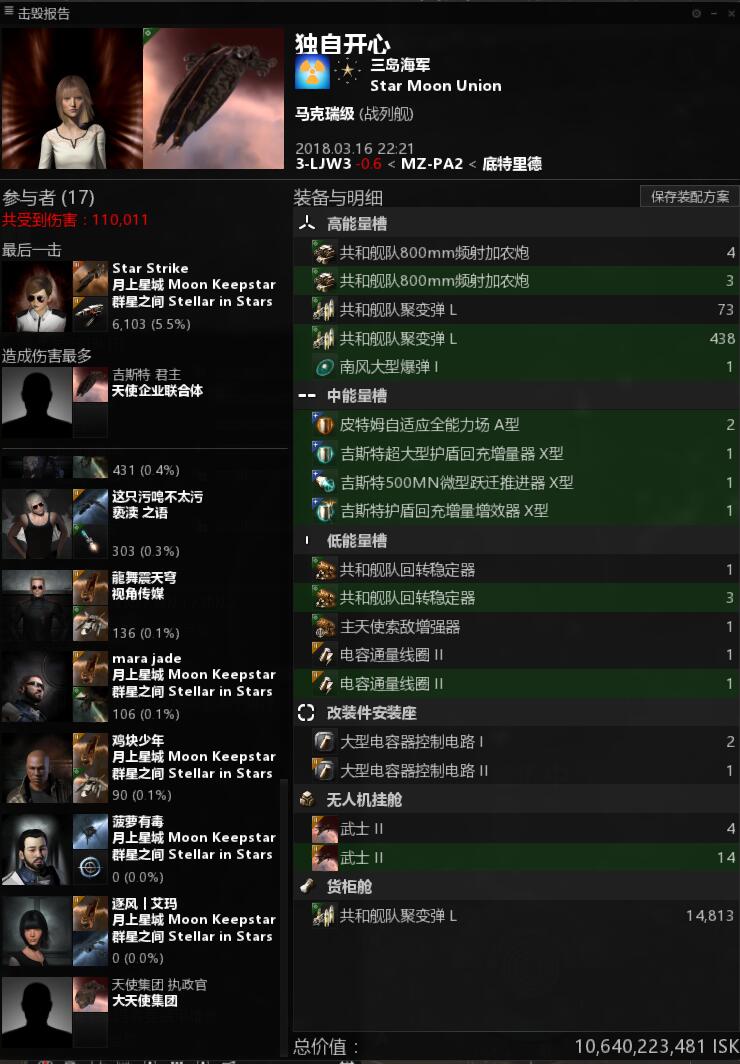 击毁报告
独自开心
三岛海军
Star Moon Union
马克瑞级 (战列舰)
2018.03.16 22:21
3-LJW3 -0.6 < MZ-PA2 < 底特里德
参与者 (17)
共受到伤害：110,011
最后一击
Star Strike
月上星城 Moon Keepstar
群星之间 Stellar in Stars
6,103 (5.5%)
造成伤害最多
吉斯特 君主
天使企业联合体
431 (0.4%)
这只污鸣不太污
亵渎 之语
303 (0.3%)
龍舞震天穹
视角传媒
136 (0.1%)
mara jade
月上星城 Moon Keepstar
群星之间 Stellar in Stars
106 (0.1%)
鸡块少年
月上星城 Moon Keepstar
群星之间 Stellar in Stars
90 (0.1%)
菠萝有毒
月上星城 Moon Keepstar
群星之间 Stellar in Stars
0 (0.0%)
逐风丨艾玛
月上星城 Moon Keepstar
群星之间 Stellar in Stars
0 (0.0%)
天使集团 执政官
大天使集团
装备与明细
保存装配方案
高能量槽
共和舰队800mm频射加农炮 4
共和舰队800mm频射加农炮 3
共和舰队聚变弹 L 73
共和舰队聚变弹 L 438
南风大型爆弹 I 1
中能量槽
皮特姆自适应全能力场 A型 2
吉斯特超大型护盾回充增量器 X型 1
吉斯特500MN微型跃迁推进器 X型 1
吉斯特护盾回充增量增效器 X型 1
低能量槽
共和舰队回转稳定器 1
共和舰队回转稳定器 3
主天使索敌增强器 1
电容通量线圈 II 1
电容通量线圈 II 1
改装件安装座
大型电容器控制电路 I 2
大型电容器控制电路 II 1
无人机挂舱
武士 II 4
武士 II 14
货柜舱
共和舰队聚变弹 L 14,813
总价值： 10,640,223,481 ISK